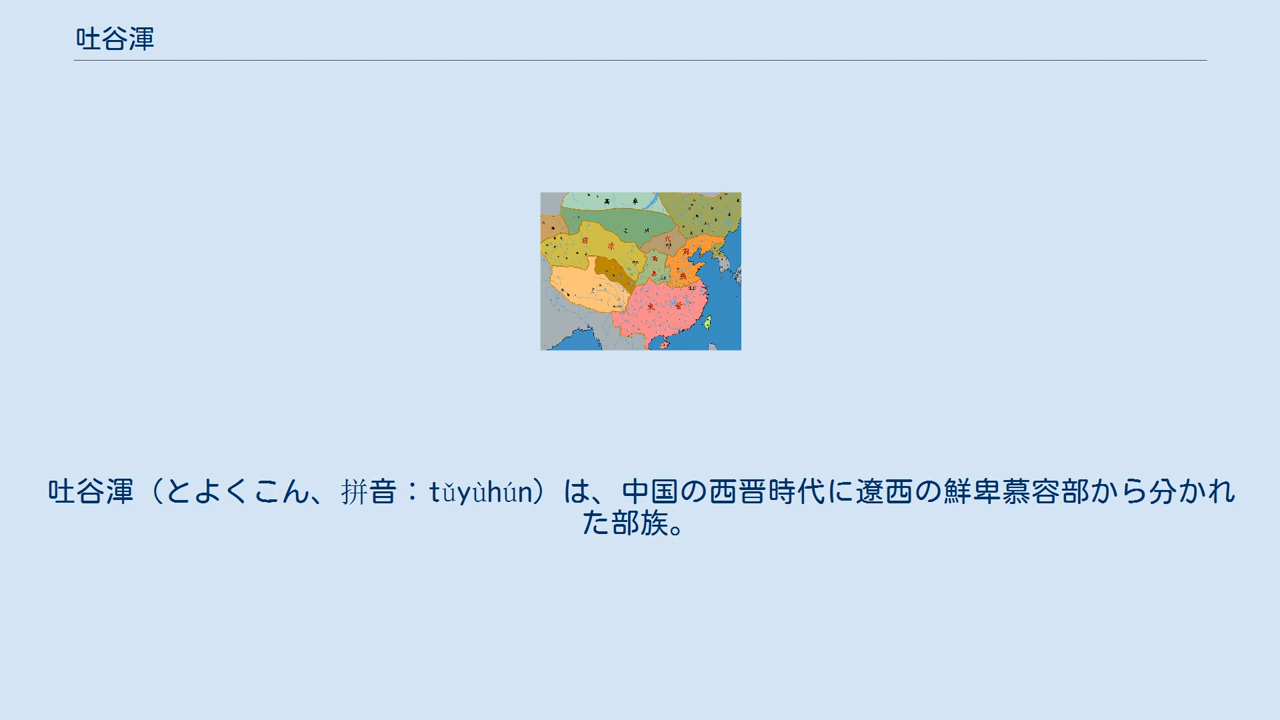 吐谷渾
吐谷渾（とよくこん、拼音：tǔyùhún）は、中国の西晋時代に遼西の鮮卑慕容部から分かれ
た部族。